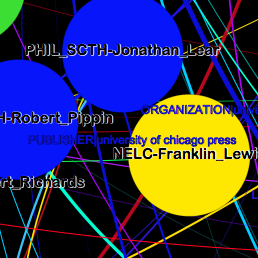 PHIL_SCTH-Jonathan_Lear
ORGANIZATION
H-Robert_Pippin
PUBLISHER university of chicago press
NELC-Franklin_Lewi
rt_Richards